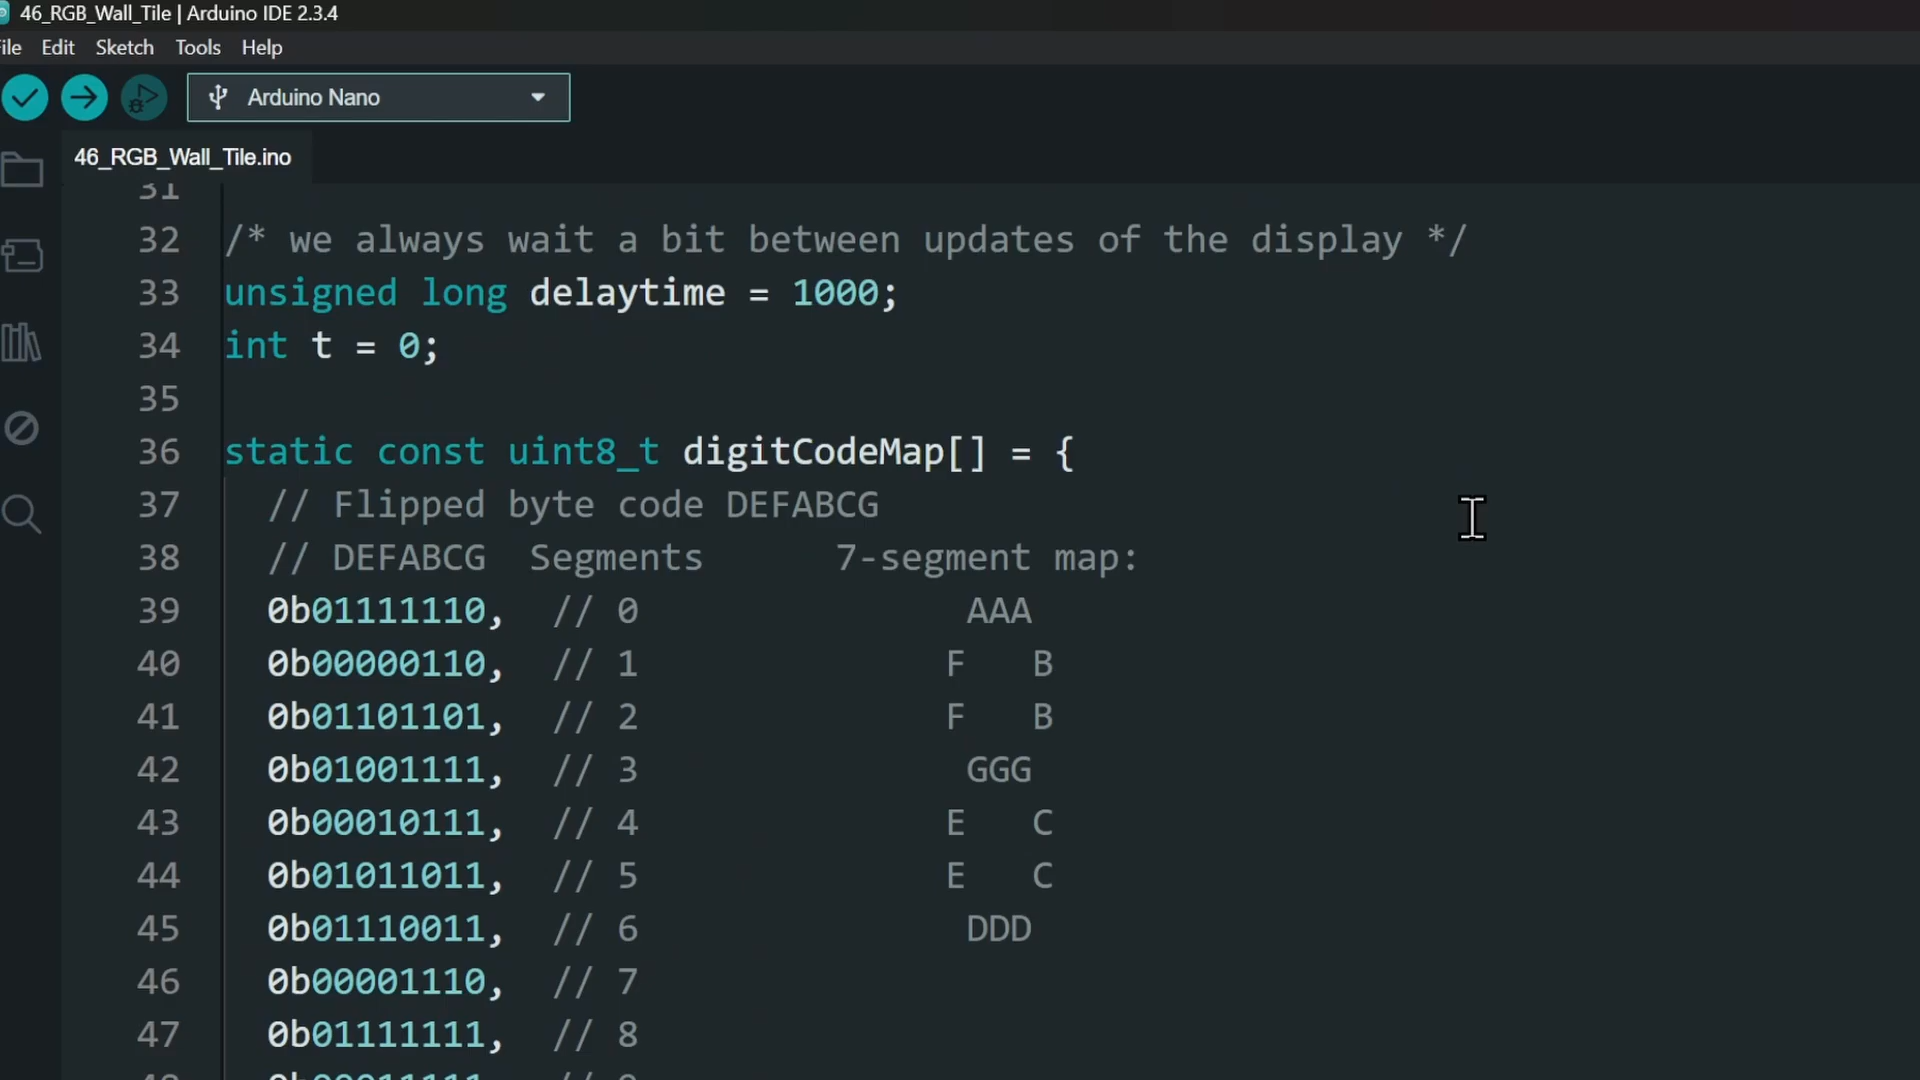 46_RGB_Wall_Tile | Arduino IDE 2.3.4
File Edit Sketch Tools Help
Arduino Nano
46_RGB_Wall_Tile.ino
31
32 /* we always wait a bit between updates of the display */
33 unsigned long delaytime = 1000;
34 int t = 0;
35
36 static const uint8_t digitCodeMap[] = {
37 // Flipped byte code DEFABCG
38 // DEFABCG Segments 7-segment map:
39 0b01111110, // 0 AAA
40 0b00000110, // 1 F B
41 0b01101101, // 2 F B
42 0b01001111, // 3 GGG
43 0b00010111, // 4 E C
44 0b01011011, // 5 E C
45 0b01110011, // 6 DDD
46 0b00001110, // 7
47 0b01111111, // 8